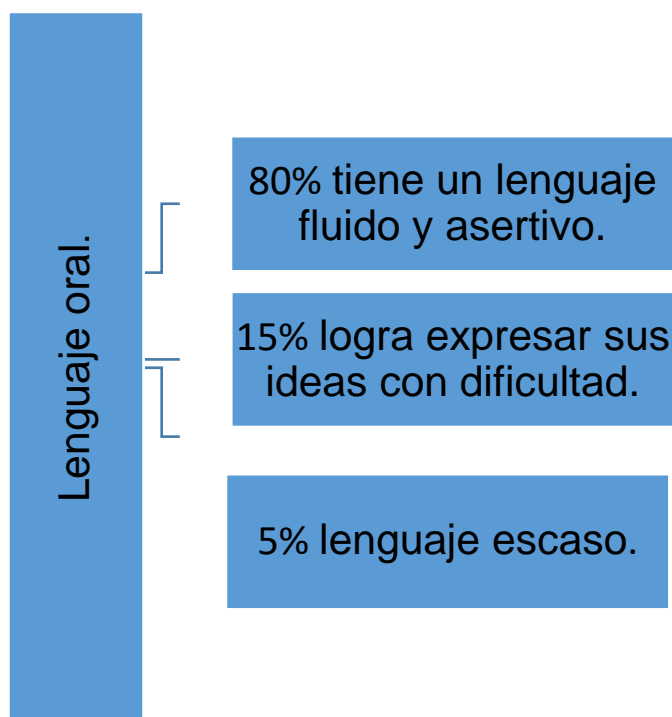 Lenguaje oral.
80% tiene un lenguaje
fluido y asertivo.
15% logra expresar sus
ideas con dificultad.
5% lenguaje escaso.